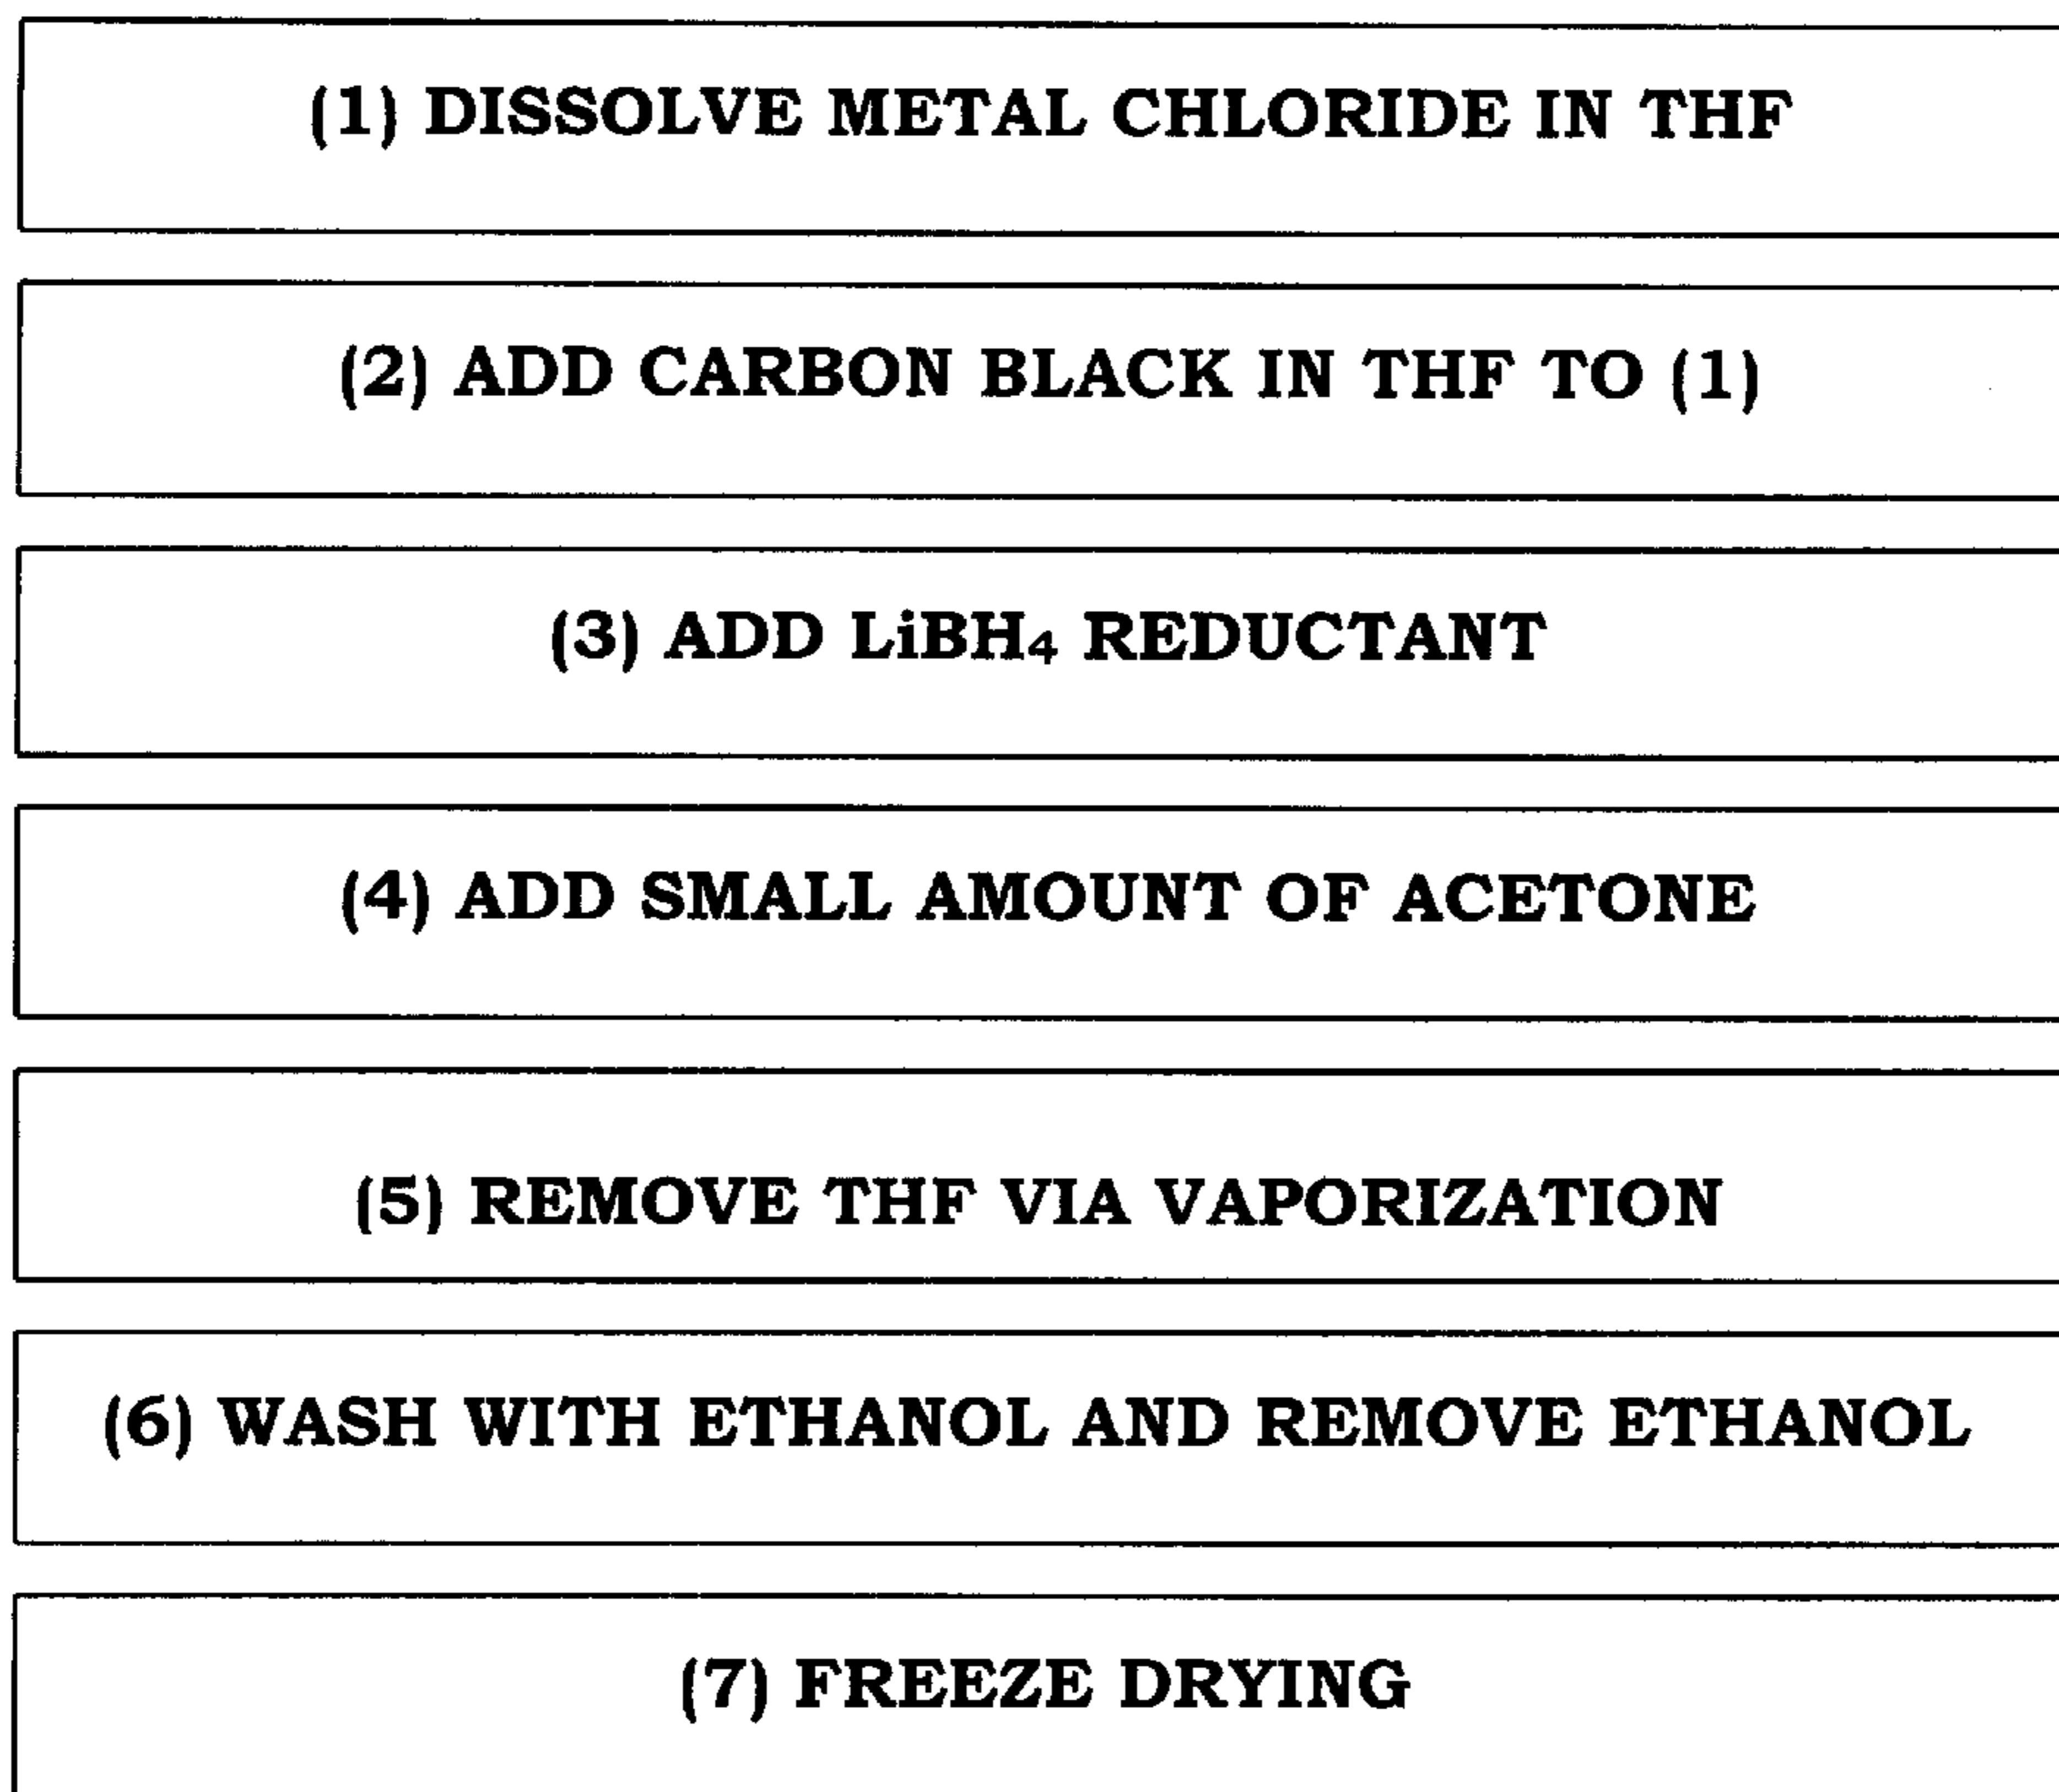 (1) DISSOLVE METAL CHLORIDE IN THF
(2) ADD CARBON BLACK IN THF TO (1)
(3) ADD LiBH₄ REDUCTANT
(4) ADD SMALL AMOUNT OF ACETONE
(5) REMOVE THF VIA VAPORIZATION
(6) WASH WITH ETHANOL AND REMOVE ETHANOL
(7) FREEZE DRYING